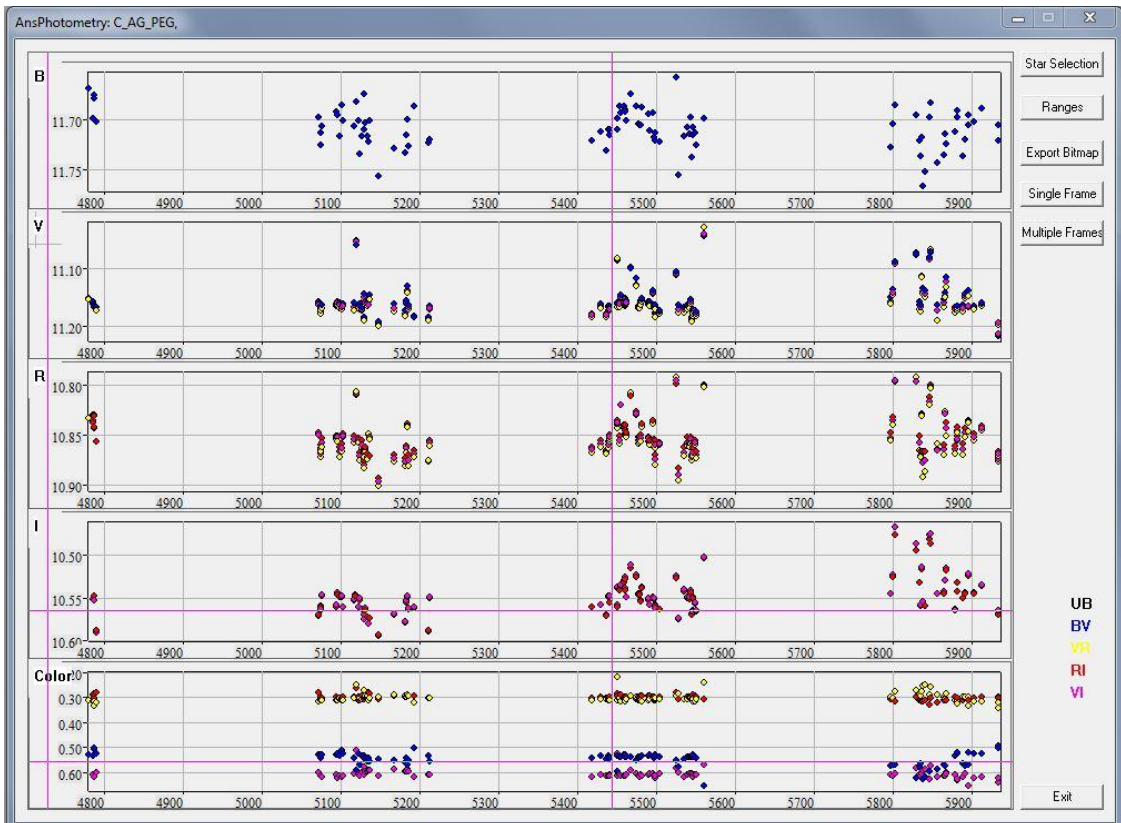 AnsPhotometry: C_AG_PEG,
B
11.70
11.75
4800 4900 5000 5100 5200 5300 5400 5500 5600 5700 5800 5900
V
11.10
11.20
4800 4900 5000 5100 5200 5300 5400 5500 5600 5700 5800 5900
R
10.80
10.85
10.90
4800 4900 5000 5100 5200 5300 5400 5500 5600 5700 5800 5900
I
10.50
10.55
10.60
4800 4900 5000 5100 5200 5300 5400 5500 5600 5700 5800 5900
Color
0.30
0.40
0.50
0.60
4800 4900 5000 5100 5200 5300 5400 5500 5600 5700 5800 5900
Star Selection
Ranges
Export Bitmap
Single Frame
Multiple Frames
UB
BV
VR
RI
VI
Exit